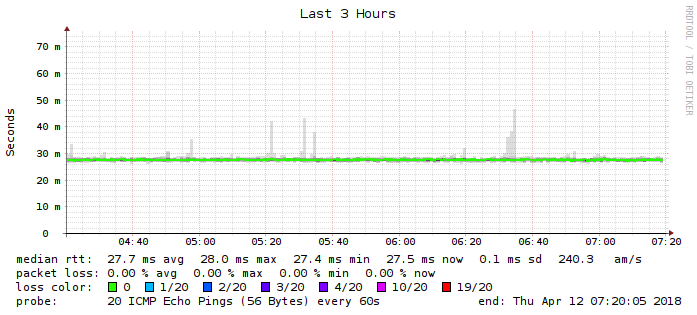 Last 3 Hours
RRDTOOL / TOBI OETIKER
Seconds
70 m
60 m
50 m
40 m
30 m
20 m
10 m
0
04:40 05:00 05:20 05:40 06:00 06:20 06:40 07:00 07:20
median rtt: 27.7 ms avg 28.0 ms max 27.4 ms min 27.5 ms now 0.1 ms sd 240.3 am/s
packet loss: 0.00 % avg 0.00 % max 0.00 % min 0.00 % now
loss color: 0 1/20 2/20 3/20 4/20 10/20 19/20
probe: 20 ICMP Echo Pings (56 Bytes) every 60s end: Thu Apr 12 07:20:05 2018